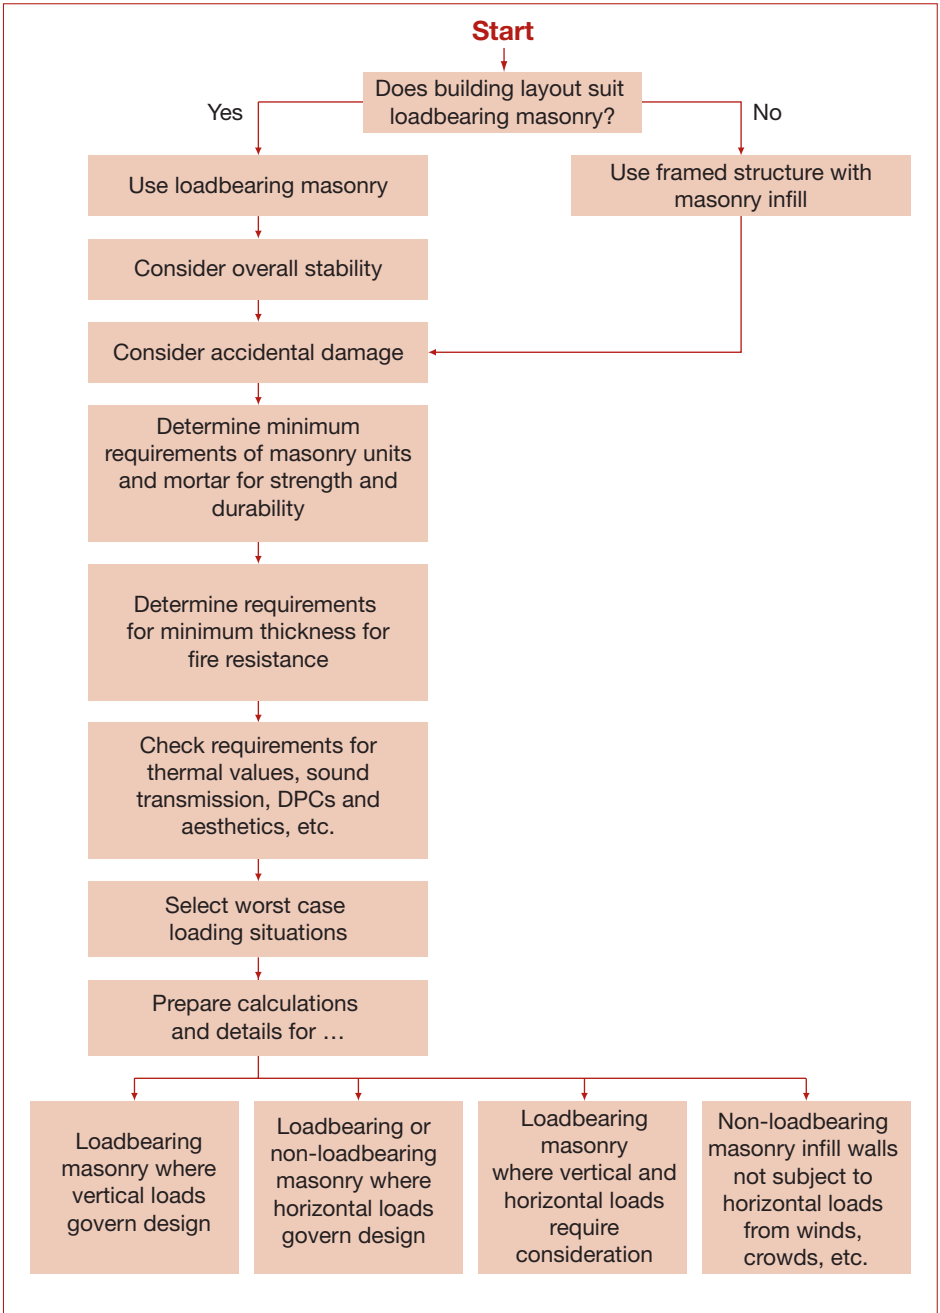 Start
Does building layout suit
loadbearing masonry?
Yes
No
Use loadbearing masonry
Use framed structure with
masonry infill
Consider overall stability
Consider accidental damage
Determine minimum
requirements of masonry units
and mortar for strength and
durability
Determine requirements
for minimum thickness for
fire resistance
Check requirements for
thermal values, sound
transmission, DPCs and
aesthetics, etc.
Select worst case
loading situations
Prepare calculations
and details for …
Loadbearing
masonry where
vertical loads
govern design
Loadbearing or
non-loadbearing
masonry where
horizontal loads
govern design
Loadbearing
masonry
where vertical and
horizontal loads
require
consideration
Non-loadbearing
masonry infill walls
not subject to
horizontal loads
from winds,
crowds, etc.